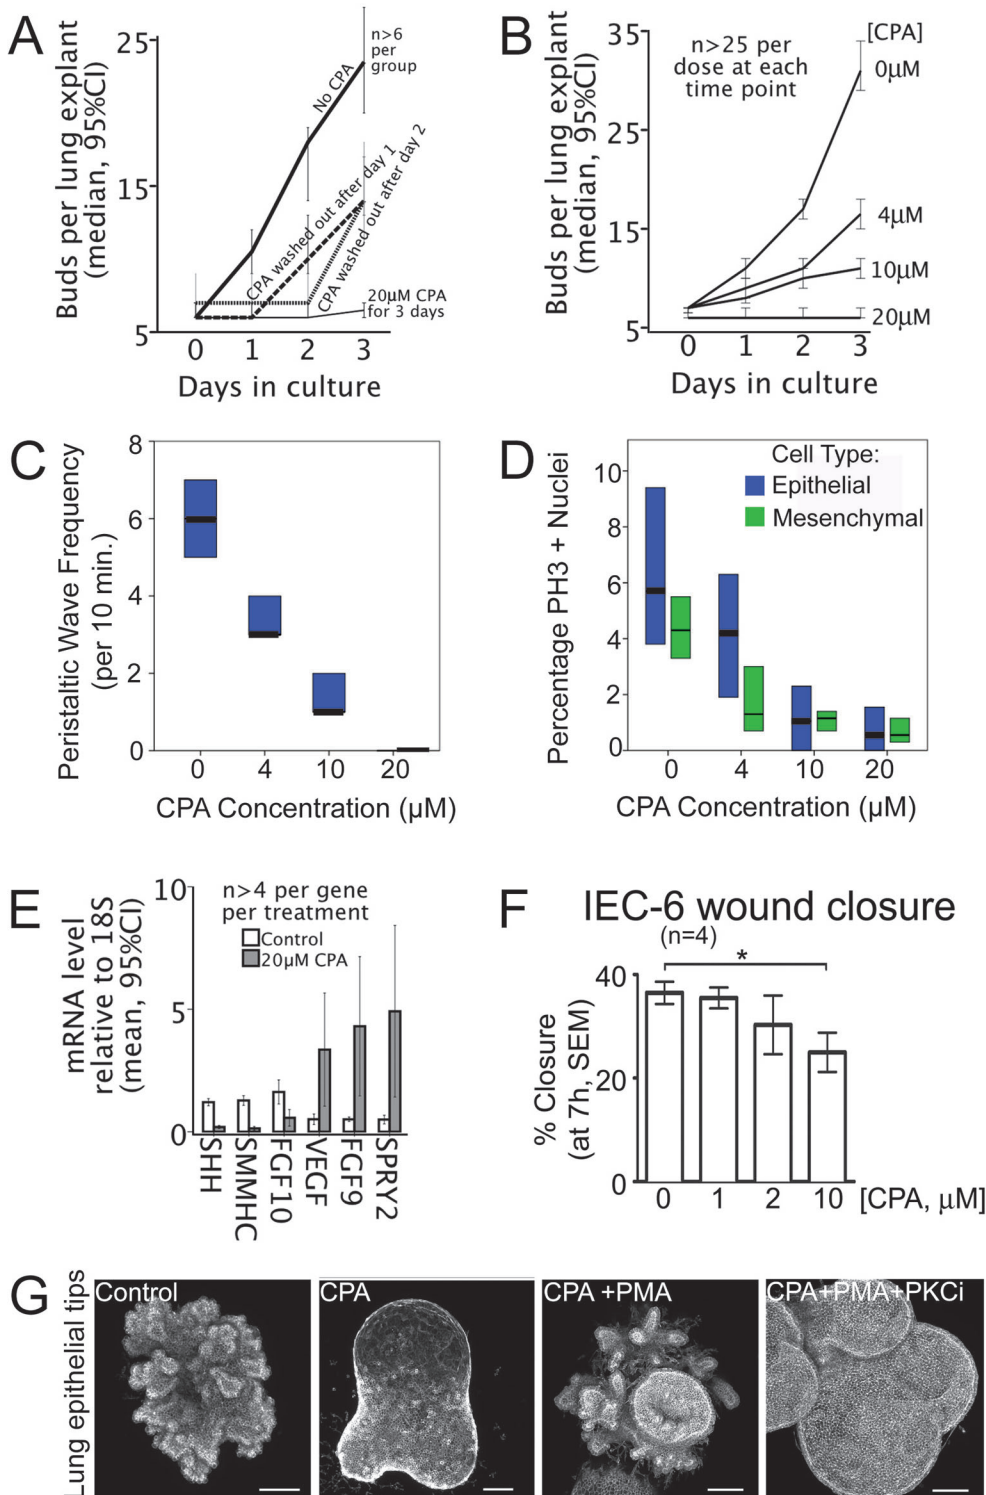 A
Buds per lung explant
(median, 95%CI)
25
15
5
n>6
per
group
No CPA
CPA washed out after day 1
CPA washed out after day 2
20μM CPA
for 3 days
0 1 2 3
Days in culture
B
Buds per lung explant
(median, 95%CI)
35
25
15
5
n>25 per
dose at each
time point
[CPA]
0μM
4μM
10μM
20μM
0 1 2 3
Days in culture
C
Peristaltic Wave Frequency
(per 10 min.)
8
6
4
2
0
0 4 10 20
CPA Concentration (μM)
D
Percentage PH3 + Nuclei
10
8
6
4
2
0
Cell Type:
Epithelial
Mesenchymal
0 4 10 20
CPA Concentration (μM)
E
mRNA level
relative to 18S
(mean, 95%CI)
10
5
0
n>4 per gene
per treatment
Control
20μM CPA
SHH
SMMHC
FGF10
VEGF
FGF9
SPRY2
F
IEC-6 wound closure
(n=4)
*
% Closure
(at 7h, SEM)
40
20
0
0 1 2 10 [CPA, μM]
G
Lung epithelial tips
Control
CPA
CPA +PMA
CPA+PMA+PKCi